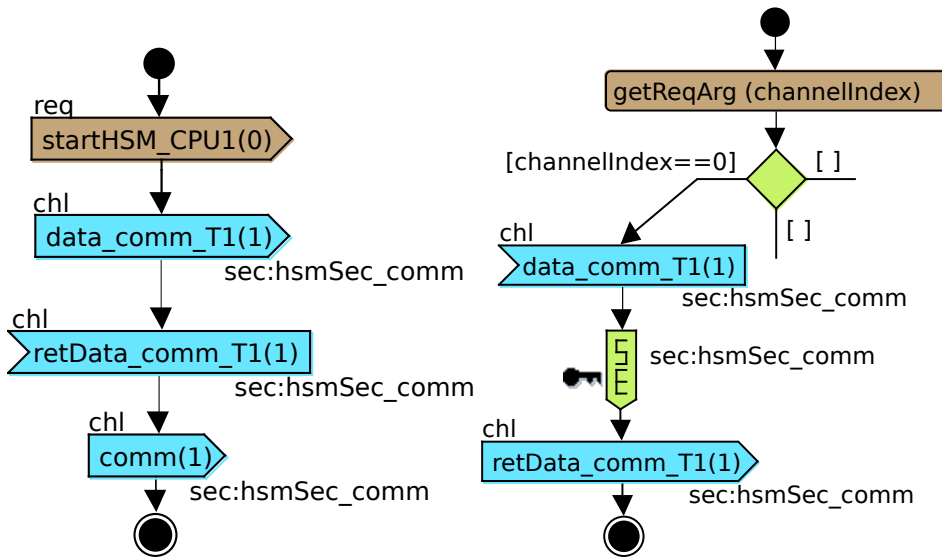 req
startHSM_CPU1(0)
chl
data_comm_T1(1)
sec:hsmSec_comm
chl
retData_comm_T1(1)
sec:hsmSec_comm
chl
comm(1)
sec:hsmSec_comm
getReqArg (channelIndex)
[channelIndex==0]
[ ]
[ ]
chl
data_comm_T1(1)
sec:hsmSec_comm
SE
sec:hsmSec_comm
chl
retData_comm_T1(1)
sec:hsmSec_comm